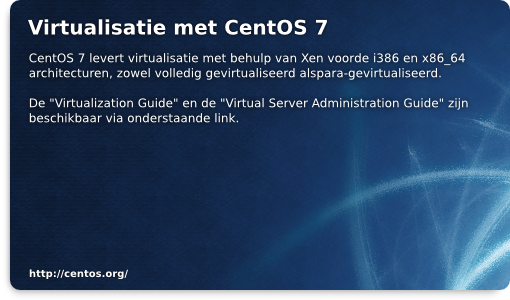 Virtualisatie met CentOS 7
CentOS 7 levert virtualisatie met behulp van Xen voorde i386 en x86_64
architecturen, zowel volledig gevirtualiseerd alspara-gevirtualiseerd.
De "Virtualization Guide" en de "Virtual Server Administration Guide" zijn
beschikbaar via onderstaande link.
http://centos.org/